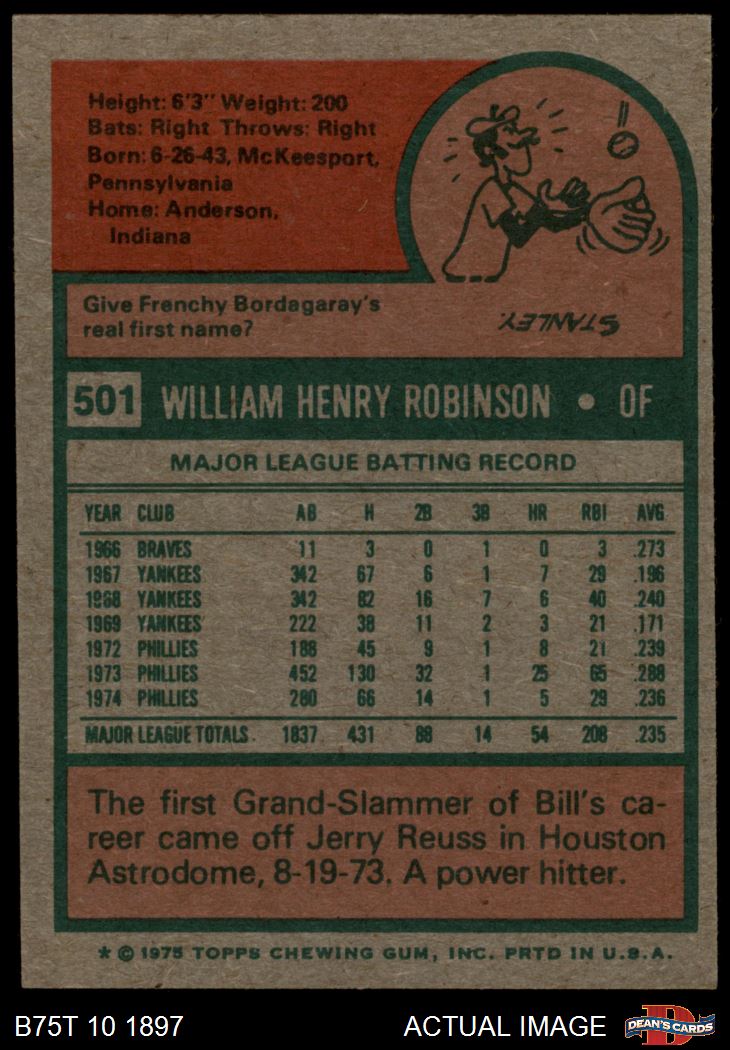 Height: 6'3" Weight: 200
Bats: Right Throws: Right
Born: 6-26-43, McKeesport,
Pennsylvania
Home: Anderson,
Indiana
Give Frenchy Bordagaray's
real first name?
STANLEY.
501 WILLIAM HENRY ROBINSON • OF
MAJOR LEAGUE BATTING RECORD
YEAR CLUB AB H 2B 3B HR RBI AVG
1966 BRAVES 11 3 0 1 0 3 .273
1967 YANKEES 342 67 6 1 7 29 .196
1968 YANKEES 342 82 16 7 6 40 .240
1969 YANKEES 222 38 11 2 3 21 .171
1972 PHILLIES 188 45 9 1 8 21 .239
1973 PHILLIES 452 130 32 1 25 65 .288
1974 PHILLIES 280 66 14 1 5 29 .236
MAJOR LEAGUE TOTALS 1837 431 88 14 54 208 .235
The first Grand-Slammer of Bill's ca-
reer came off Jerry Reuss in Houston
Astrodome, 8-19-73. A power hitter.
* © 1975 TOPPS CHEWING GUM, INC. PRTD IN U.S.A.
B75T 10 1897 ACTUAL IMAGE D DEAN'S CARDS